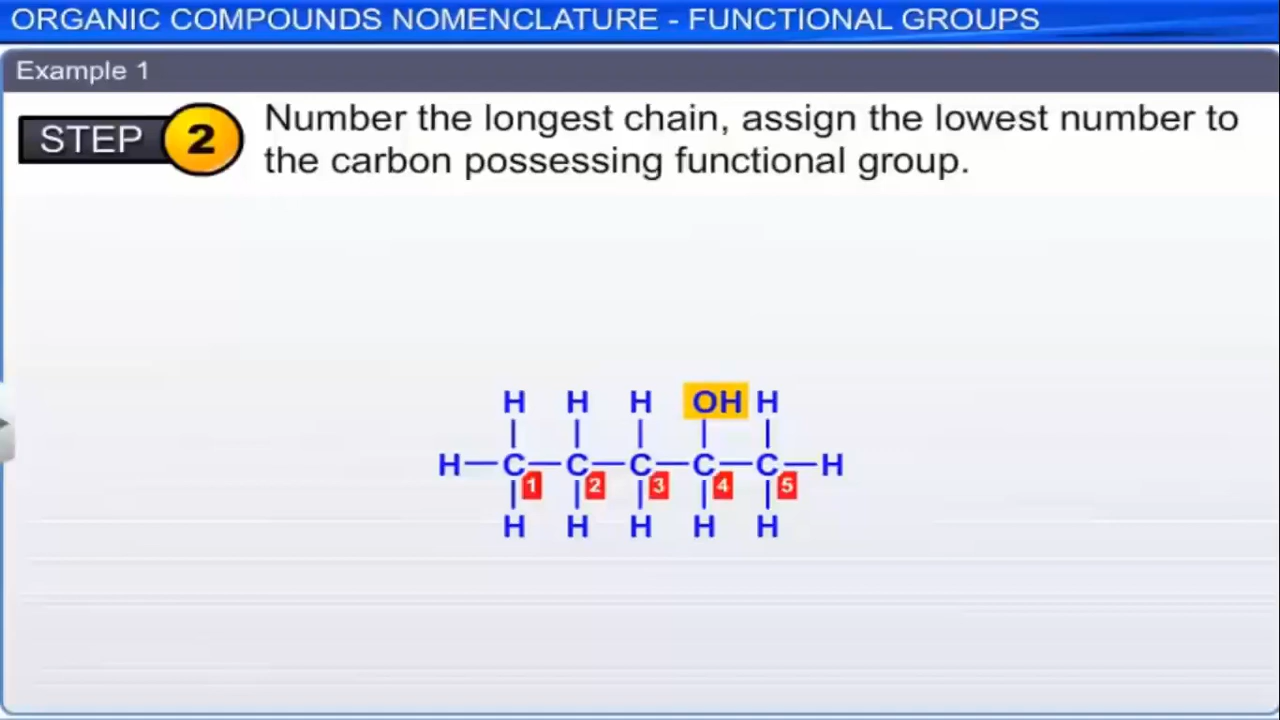 ORGANIC COMPOUNDS NOMENCLATURE - FUNCTIONAL GROUPS
Example 1
STEP 2
Number the longest chain, assign the lowest number to
the carbon possessing functional group.
H H H OH H
H C C C C C H
1 2 3 4 5
H H H H H